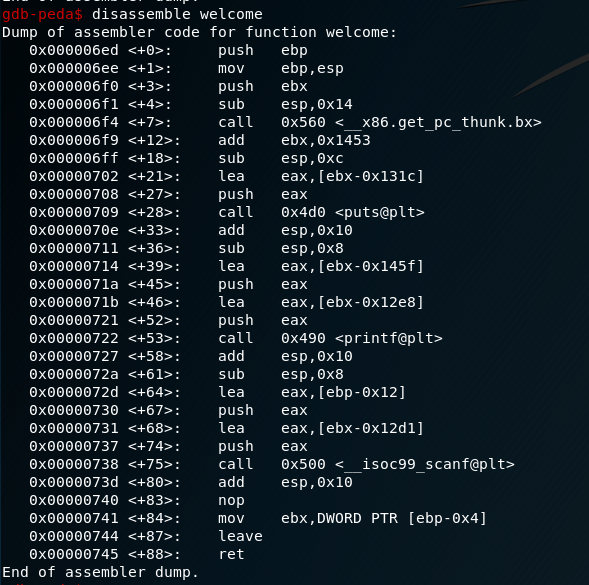 gdb-peda$ disassemble welcome
Dump of assembler code for function welcome:
   0x000006ed <+0>:     push   ebp
   0x000006ee <+1>:     mov    ebp,esp
   0x000006f0 <+3>:     push   ebx
   0x000006f1 <+4>:     sub    esp,0x14
   0x000006f4 <+7>:     call   0x560 <__x86.get_pc_thunk.bx>
   0x000006f9 <+12>:    add    ebx,0x1453
   0x000006ff <+18>:    sub    esp,0xc
   0x00000702 <+21>:    lea    eax,[ebx-0x131c]
   0x00000708 <+27>:    push   eax
   0x00000709 <+28>:    call   0x4d0 <puts@plt>
   0x0000070e <+33>:    add    esp,0x10
   0x00000711 <+36>:    sub    esp,0x8
   0x00000714 <+39>:    lea    eax,[ebx-0x145f]
   0x0000071a <+45>:    push   eax
   0x0000071b <+46>:    lea    eax,[ebx-0x12e8]
   0x00000721 <+52>:    push   eax
   0x00000722 <+53>:    call   0x490 <printf@plt>
   0x00000727 <+58>:    add    esp,0x10
   0x0000072a <+61>:    sub    esp,0x8
   0x0000072d <+64>:    lea    eax,[ebp-0x12]
   0x00000730 <+67>:    push   eax
   0x00000731 <+68>:    lea    eax,[ebx-0x12d1]
   0x00000737 <+74>:    push   eax
   0x00000738 <+75>:    call   0x500 <__isoc99_scanf@plt>
   0x0000073d <+80>:    add    esp,0x10
   0x00000740 <+83>:    nop
   0x00000741 <+84>:    mov    ebx,DWORD PTR [ebp-0x4]
   0x00000744 <+87>:    leave
   0x00000745 <+88>:    ret
End of assembler dump.